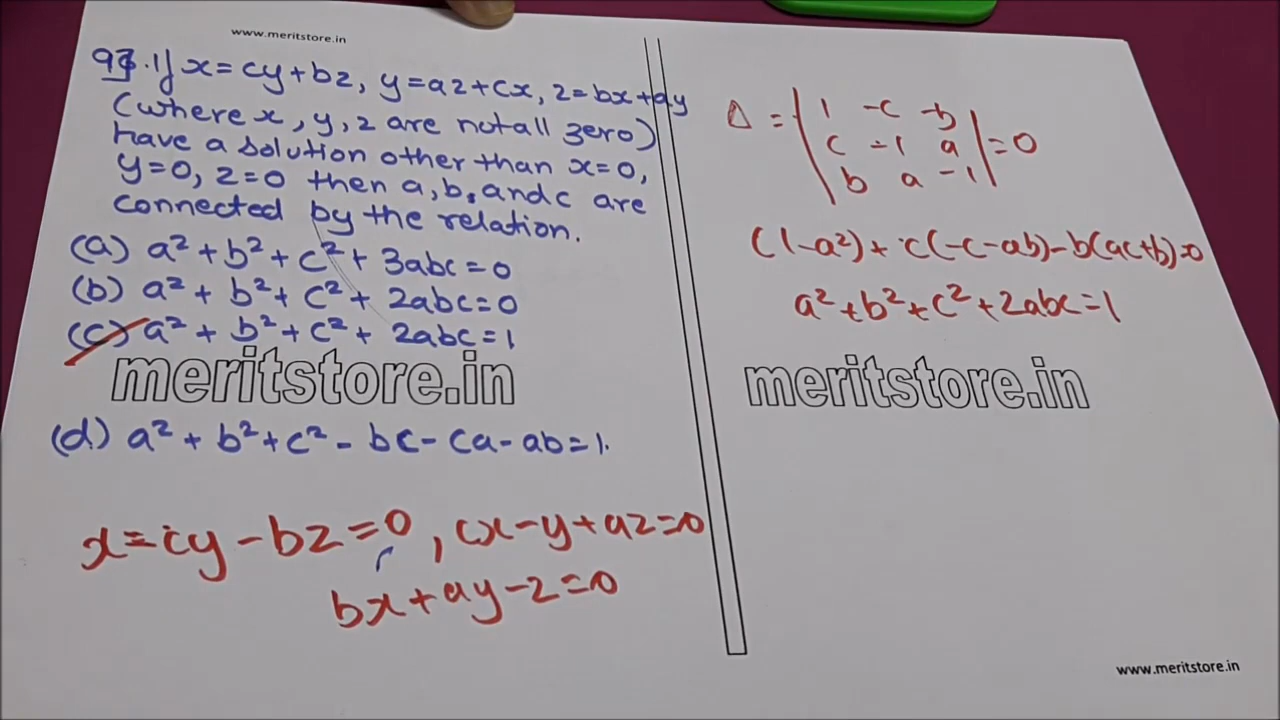 www.meritstore.in
93. If x=cy+bz, y=az+cx, z=bx+ay
(where x, y, z are not all zero)
have a solution other than x=0,
y=0, z=0 then a, b, and c are
connected by the relation.
(a) a² + b² + c² + 3abc = 0
(b) a² + b² + c² + 2abc = 0
(c) a² + b² + c² + 2abc = 1
meritstore.in
(d) a² + b² + c² - bc - ca - ab = 1.
x = cy - bz = 0, cx - y + az = 0
bx + ay - z = 0
Δ = | 1 -c -b |
| c -1 a | = 0
| b a -1 |
(1-a²) + c(-c-ab) - b(ac+b) = 0
a² + b² + c² + 2abc = 1
meritstore.in
www.meritstore.in